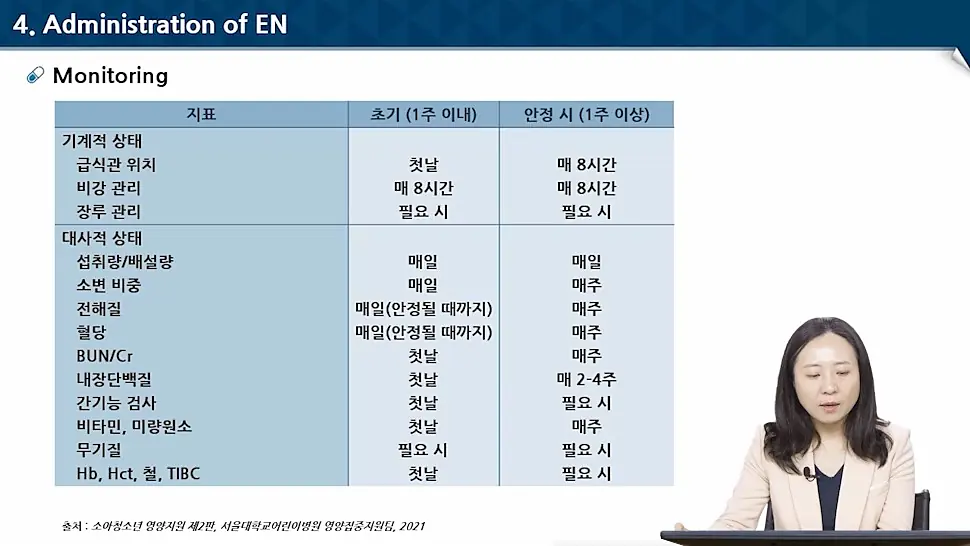 4. Administration of EN
Monitoring
지표 초기 (1주 이내) 안정 시 (1주 이상)
기계적 상태
급식관 위치 첫날 매 8시간
비강 관리 매 8시간 매 8시간
장루 관리 필요 시 필요 시
대사적 상태
섭취량/배설량 매일 매일
소변 비중 매일 매주
전해질 매일(안정될 때까지) 매주
혈당 매일(안정될 때까지) 매주
BUN/Cr 첫날 매주
내장단백질 첫날 매 2-4주
간기능 검사 첫날 필요 시
비타민, 미량원소 첫날 매주
무기질 필요 시 필요 시
Hb, Hct, 철, TIBC 첫날 필요 시
출처 : 소아청소년 영양지원 제2판, 서울대학교어린이병원 영양집중지원팀, 2021